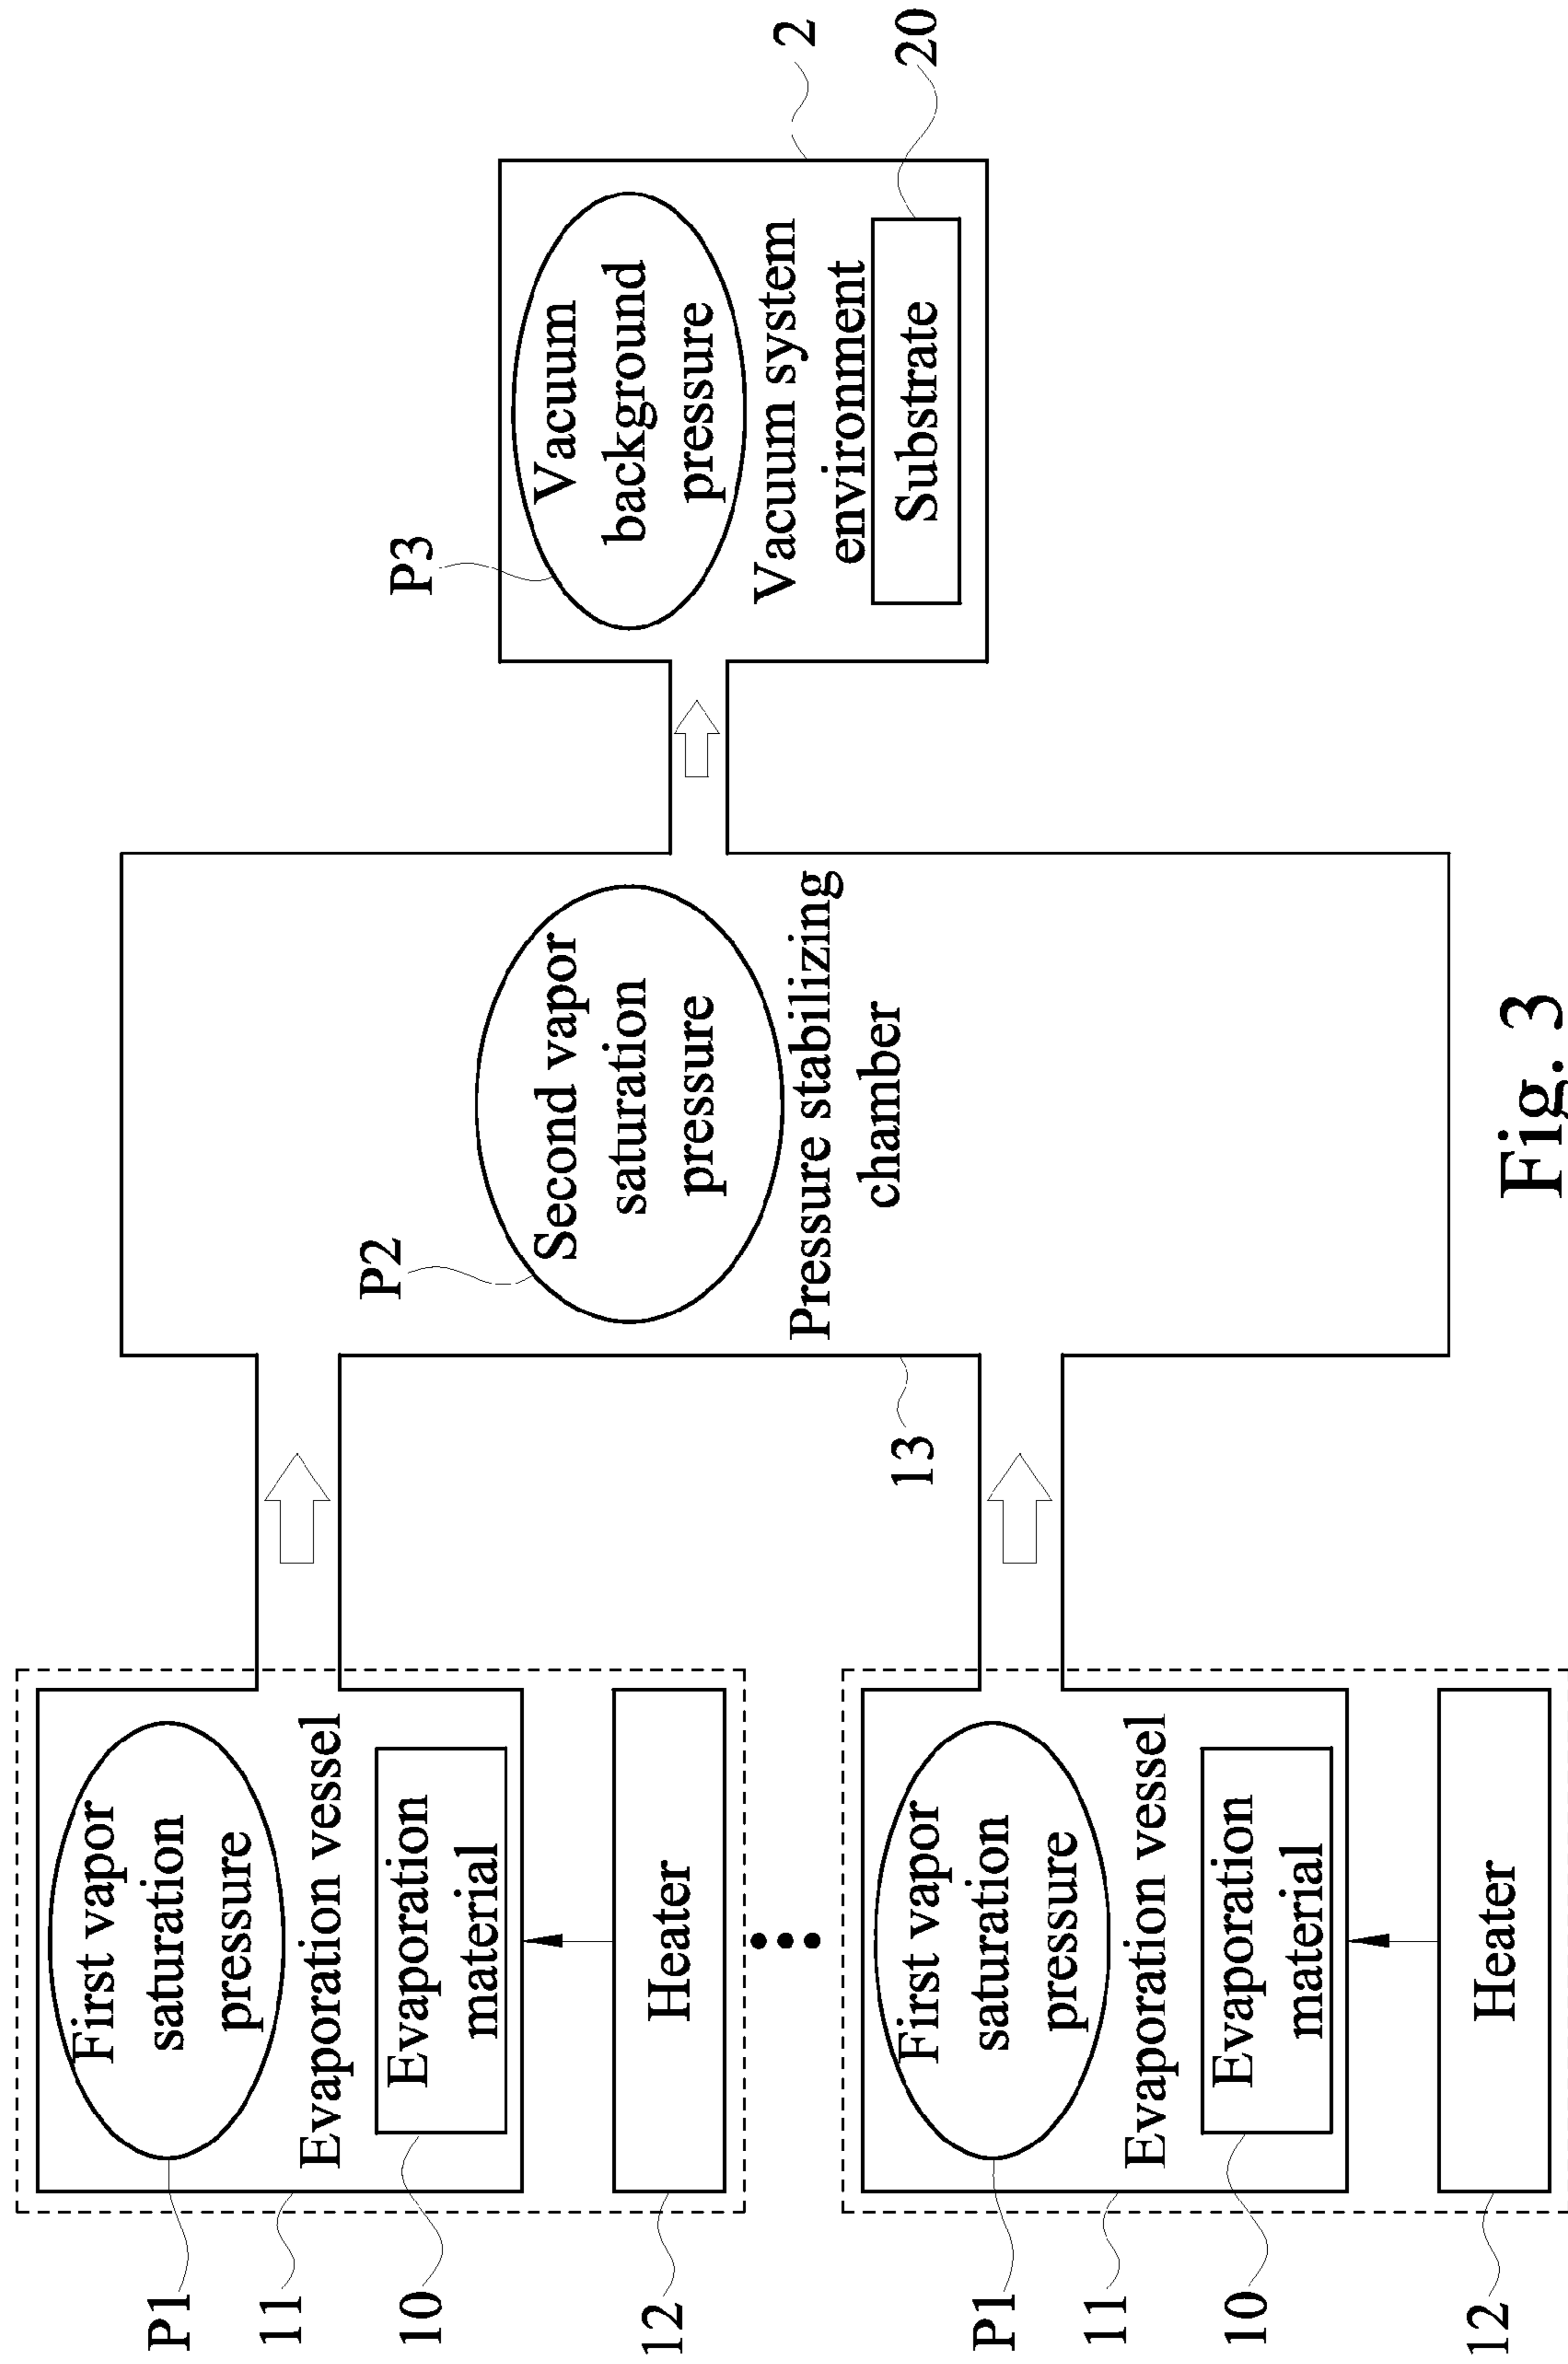 P1
First vapor
saturation
pressure
11
Evaporation vessel
10
Evaporation
material
12
Heater
P1
First vapor
saturation
pressure
11
Evaporation vessel
10
Evaporation
material
12
Heater
P2
Second vapor
saturation
pressure
Pressure stabilizing
chamber
13
P3
Vacuum
background
pressure
Vacuum system
environment
Substrate
2
20
Fig. 3